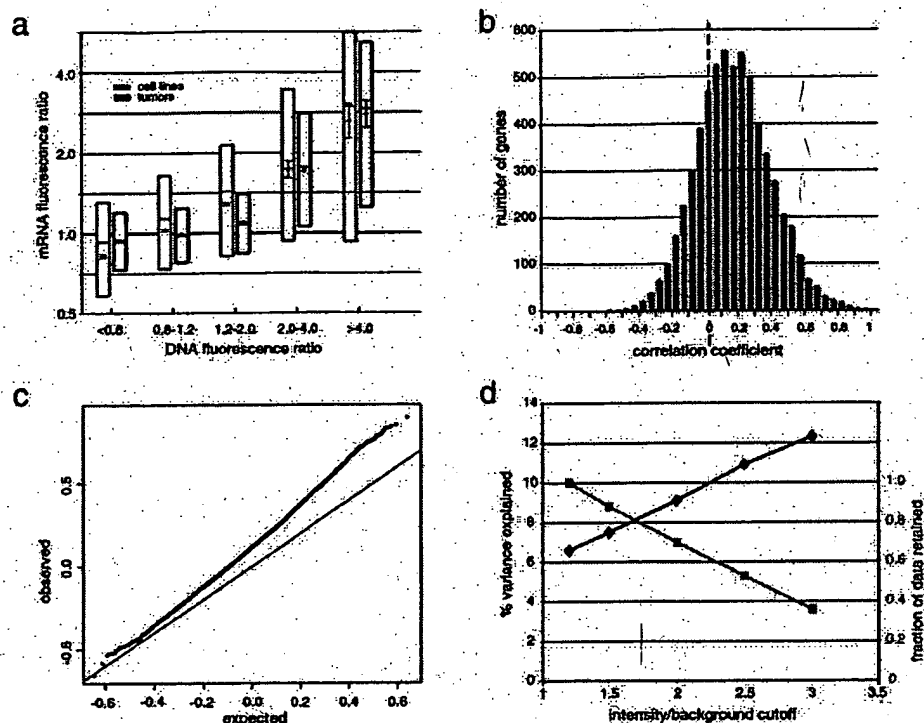 a
mRNA fluorescence ratio
4.0
2.0
1.0
0.5
cell lines
tumors
<0.8
0.8-1.2
1.2-2.0
2.0-4.0
>4.0
DNA fluorescence ratio
b
number of genes
600
500
400
300
200
100
0
-1 -0.8 -0.6 -0.4 -0.2 0 0.2 0.4 0.6 0.8 1
correlation coefficient
c
observed
0.5
0.0
-0.5
-0.6 -0.4 -0.2 0.0 0.2 0.4 0.6
expected
d
% variance explained
14
12
10
8
6
4
2
0
1.0
0.8
0.6
0.4
0.2
0
fraction of data retained
1 1.5 2 2.5 3 3.5
intensity/background cutoff